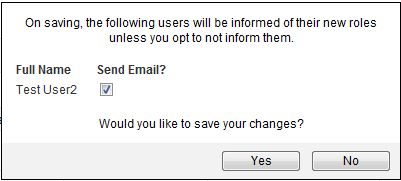 On saving, the following users will be informed of their new roles
unless you opt to not inform them.
Full Name Send Email?
Test User2
Would you like to save your changes?
Yes No